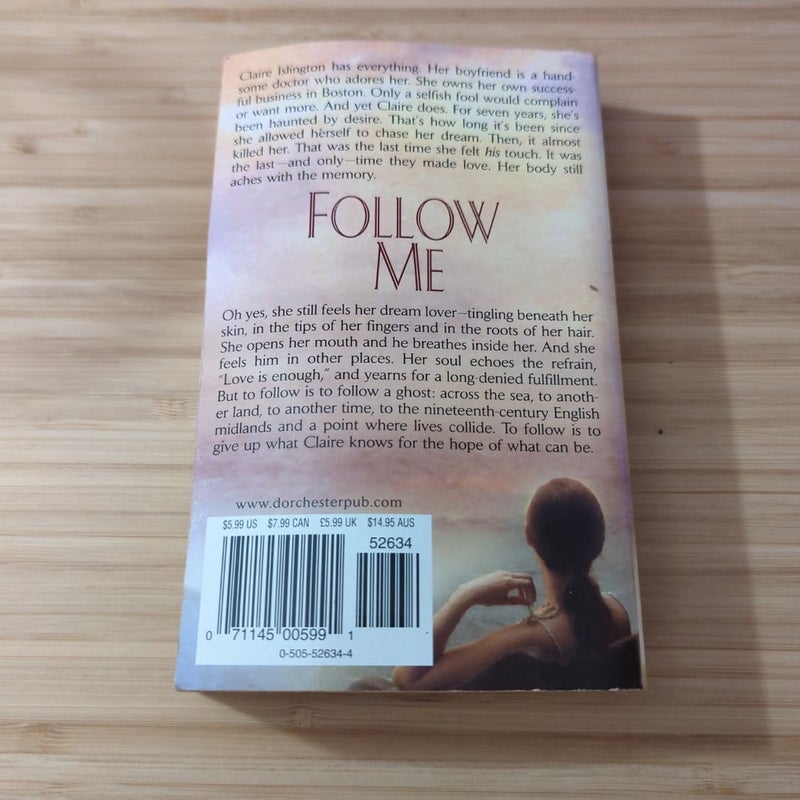 Claire Islington has everything. Her boyfriend is a hand-
some doctor who adores her. She owns her own success-
ful business in Boston. Only a selfish fool would complain
or want more. And yet Claire does. For seven years, she's
been haunted by desire. That's how long it's been since
she allowed herself to chase her dream. Then, it almost
killed her. That was the last time she felt his touch. It was
the last—and only—time they made love. Her body still
aches with the memory.
FOLLOW
ME
Oh yes, she still feels her dream lover—tingling beneath her
skin, in the tips of her fingers and in the roots of her hair.
She opens her mouth and he breathes inside her. And she
feels him in other places. Her soul echoes the refrain,
"Love is enough," and yearns for a long-denied fulfillment.
But to follow is to follow a ghost: across the sea, to anoth-
er land, to another time, to the nineteenth-century English
midlands and a point where lives collide. To follow is to
give up what Claire knows for the hope of what can be.
www.dorchesterpub.com
$5.99 US $7.99 CAN £5.99 UK $14.95 AUS
52634
0 71145 00599 1
0-505-52634-4